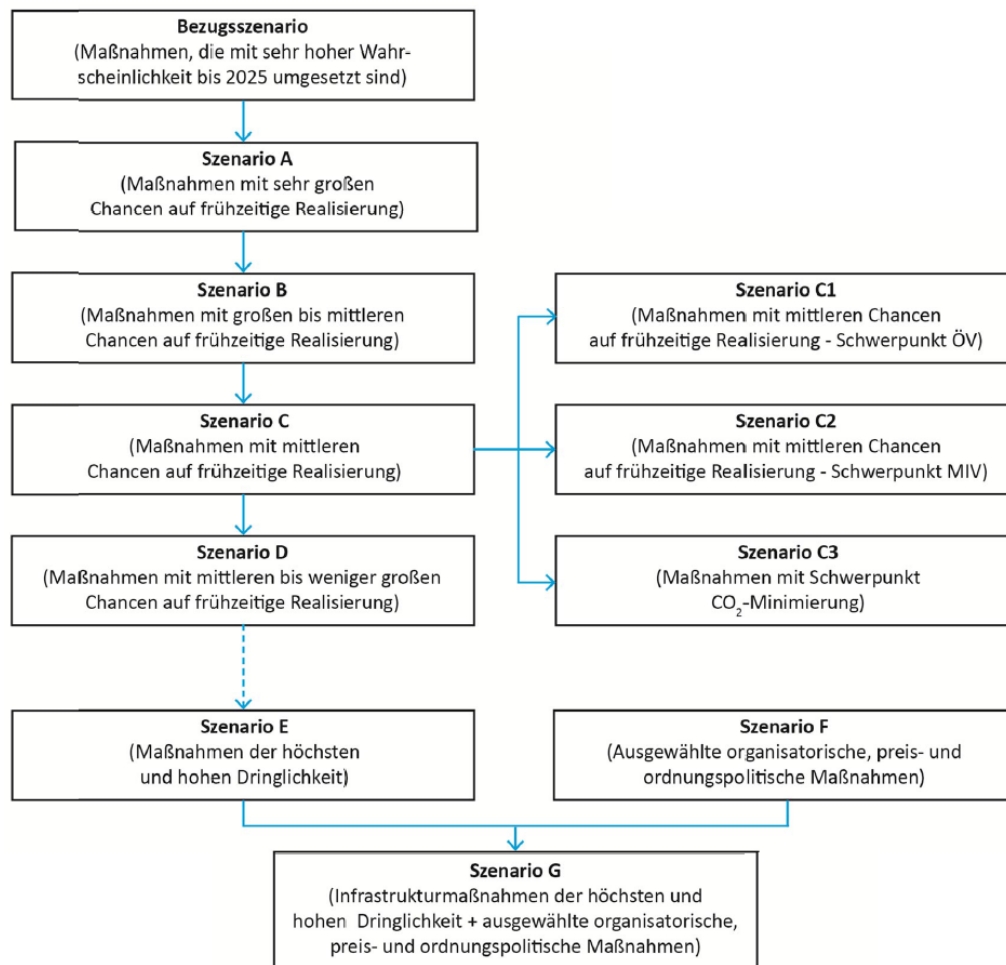 Bezugsszenario
(Maßnahmen, die mit sehr hoher Wahr-
scheinlichkeit bis 2025 umgesetzt sind)
Szenario A
(Maßnahmen mit sehr großen
Chancen auf frühzeitige Realisierung)
Szenario B
(Maßnahmen mit großen bis mittleren
Chancen auf frühzeitige Realisierung)
Szenario C1
(Maßnahmen mit mittleren Chancen
auf frühzeitige Realisierung - Schwerpunkt ÖV)
Szenario C
(Maßnahmen mit mittleren
Chancen auf frühzeitige Realisierung)
Szenario C2
(Maßnahmen mit mittleren Chancen
auf frühzeitige Realisierung - Schwerpunkt MIV)
Szenario D
(Maßnahmen mit mittleren bis weniger großen
Chancen auf frühzeitige Realisierung)
Szenario C3
(Maßnahmen mit Schwerpunkt
CO₂-Minimierung)
Szenario E
(Maßnahmen der höchsten
und hohen Dringlichkeit)
Szenario F
(Ausgewählte organisatorische, preis- und
ordnungspolitische Maßnahmen)
Szenario G
(Infrastrukturmaßnahmen der höchsten und
hohen Dringlichkeit + ausgewählte organisatorische,
preis- und ordnungspolitische Maßnahmen)